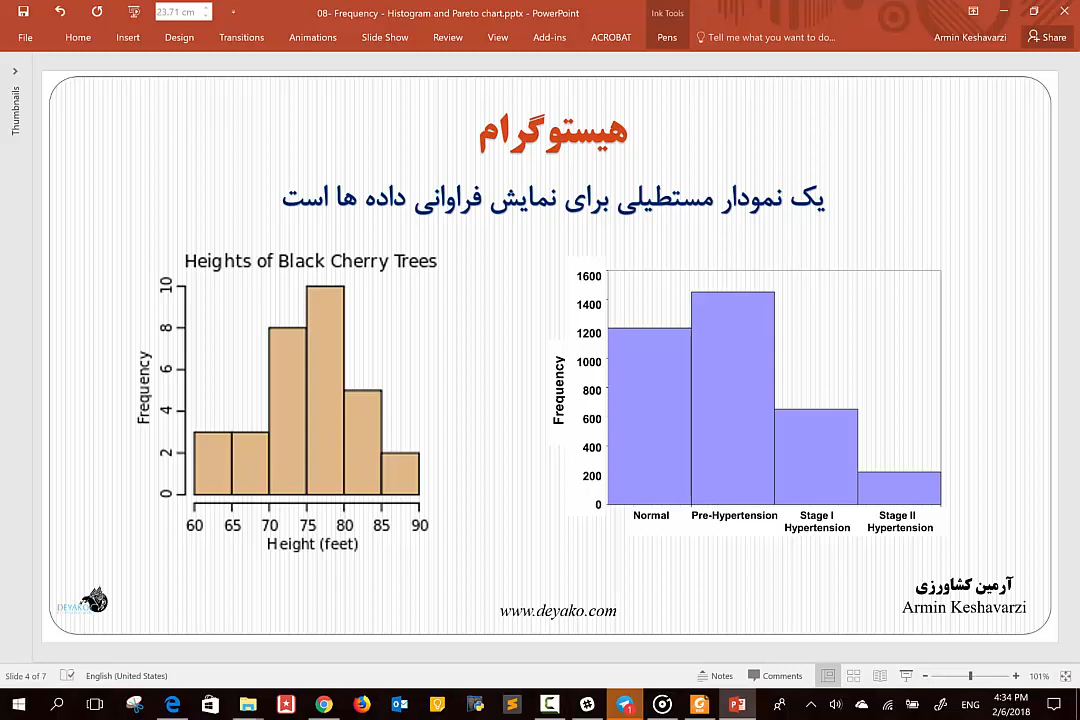 23.71 cm
08- Frequency - Histogram and Pareto chart.pptx - PowerPoint
Ink Tools
File Home Insert Design Transitions Animations Slide Show Review View Add-ins ACROBAT Pens Tell me what you want to do... Armin Keshavarzi Share
Thumbnails
هیستوگرام
یک نمودار مستطیلی برای نمایش فراوانی داده ها است
Heights of Black Cherry Trees
Frequency
10
8
6
4
2
0
60 65 70 75 80 85 90
Height (feet)
Frequency
1600
1400
1200
1000
800
600
400
200
0
Normal Pre-Hypertension Stage I Hypertension Stage II Hypertension
DEYAKO
www.deyako.com
آرمین کشاورزی
Armin Keshavarzi
Slide 4 of 7 English (United States) Notes Comments 101%
ENG
4:34 PM
2/6/2018